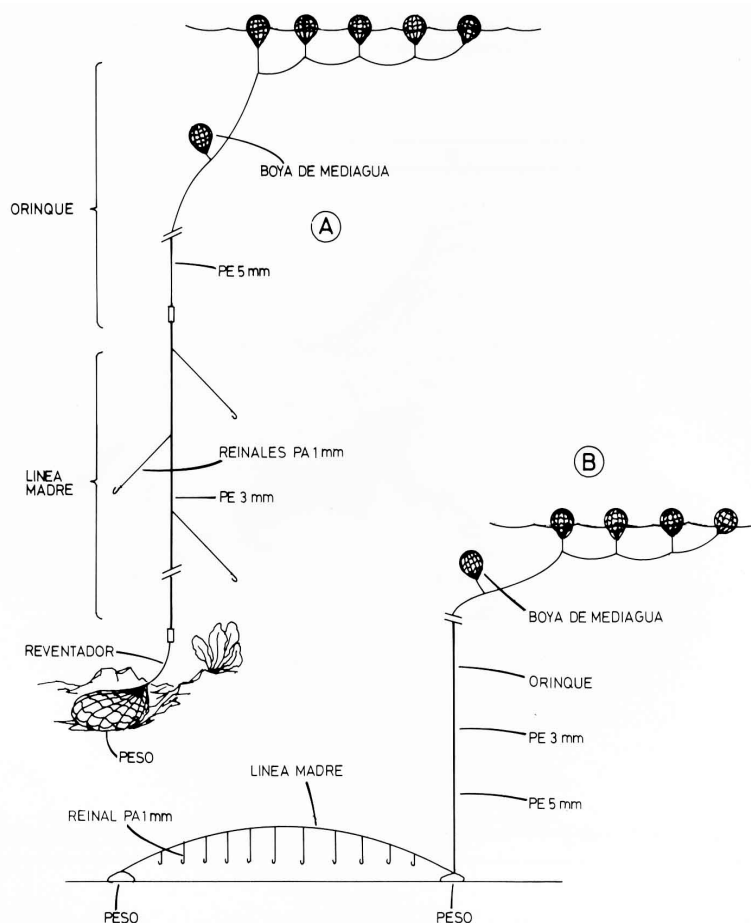 BOYA DE MEDIAGUA
ORINQUE
A
PE 5 mm
REINALES PA 1 mm
LINEA
MADRE
PE 3 mm
REVENTADOR
PESO
B
BOYA DE MEDIAGUA
ORINQUE
PE 3 mm
PE 5 mm
LINEA MADRE
REINAL PA 1 mm
PESO
PESO